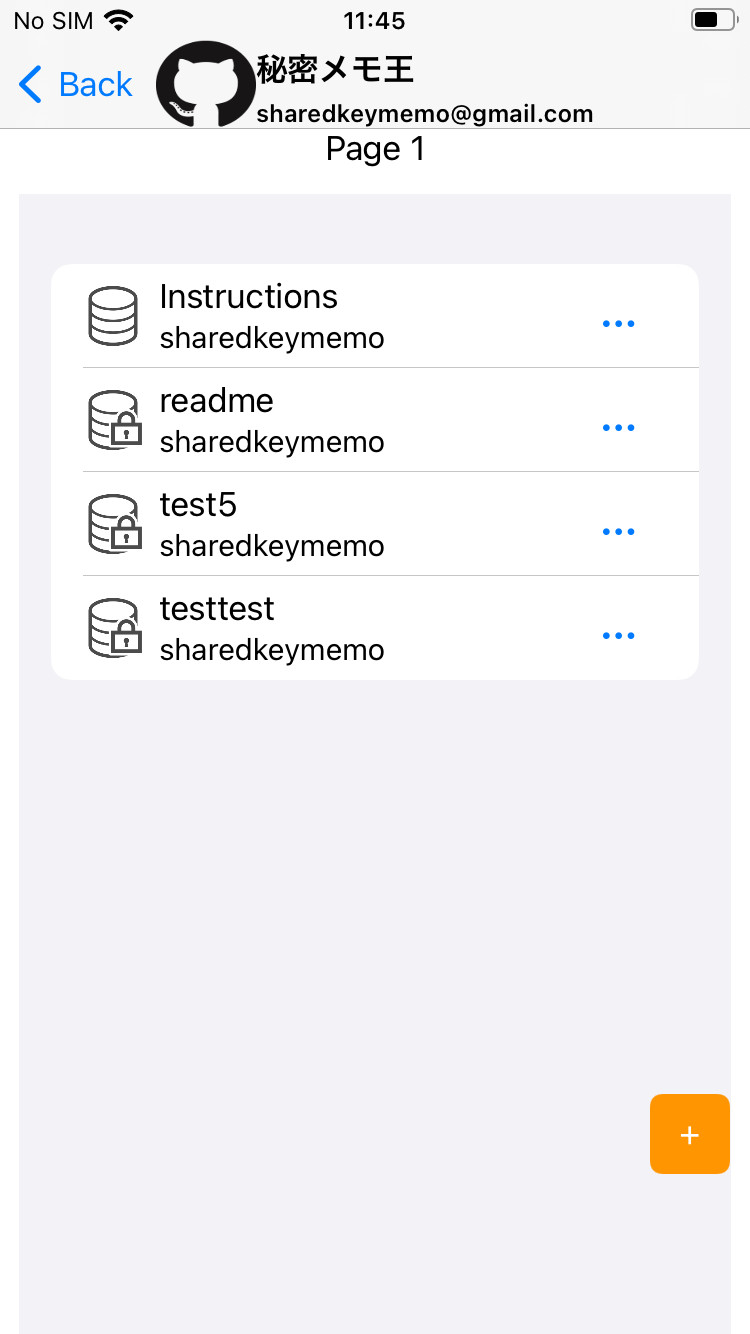 No SIM 11:45
Back
秘密メモ王
sharedkeymemo@gmail.com
Page 1
Instructions
sharedkeymemo
...
readme
sharedkeymemo
...
test5
sharedkeymemo
...
testtest
sharedkeymemo
...
+